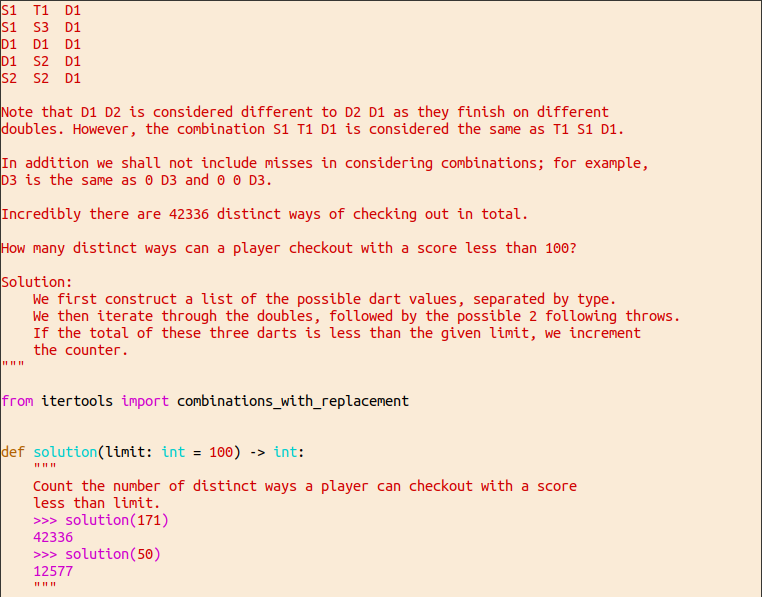 S1  T1  D1
S1  S3  D1
D1  D1  D1
D1  S2  D1
S2  S2  D1

Note that D1 D2 is considered different to D2 D1 as they finish on different
doubles. However, the combination S1 T1 D1 is considered the same as T1 S1 D1.

In addition we shall not include misses in considering combinations; for example,
D3 is the same as 0 D3 and 0 0 D3.

Incredibly there are 42336 distinct ways of checking out in total.

How many distinct ways can a player checkout with a score less than 100?

Solution:
    We first construct a list of the possible dart values, separated by type.
    We then iterate through the doubles, followed by the possible 2 following throws.
    If the total of these three darts is less than the given limit, we increment
    the counter.
"""

from itertools import combinations_with_replacement


def solution(limit: int = 100) -> int:
    """
    Count the number of distinct ways a player can checkout with a score
    less than limit.
    >>> solution(171)
    42336
    >>> solution(50)
    12577
    """